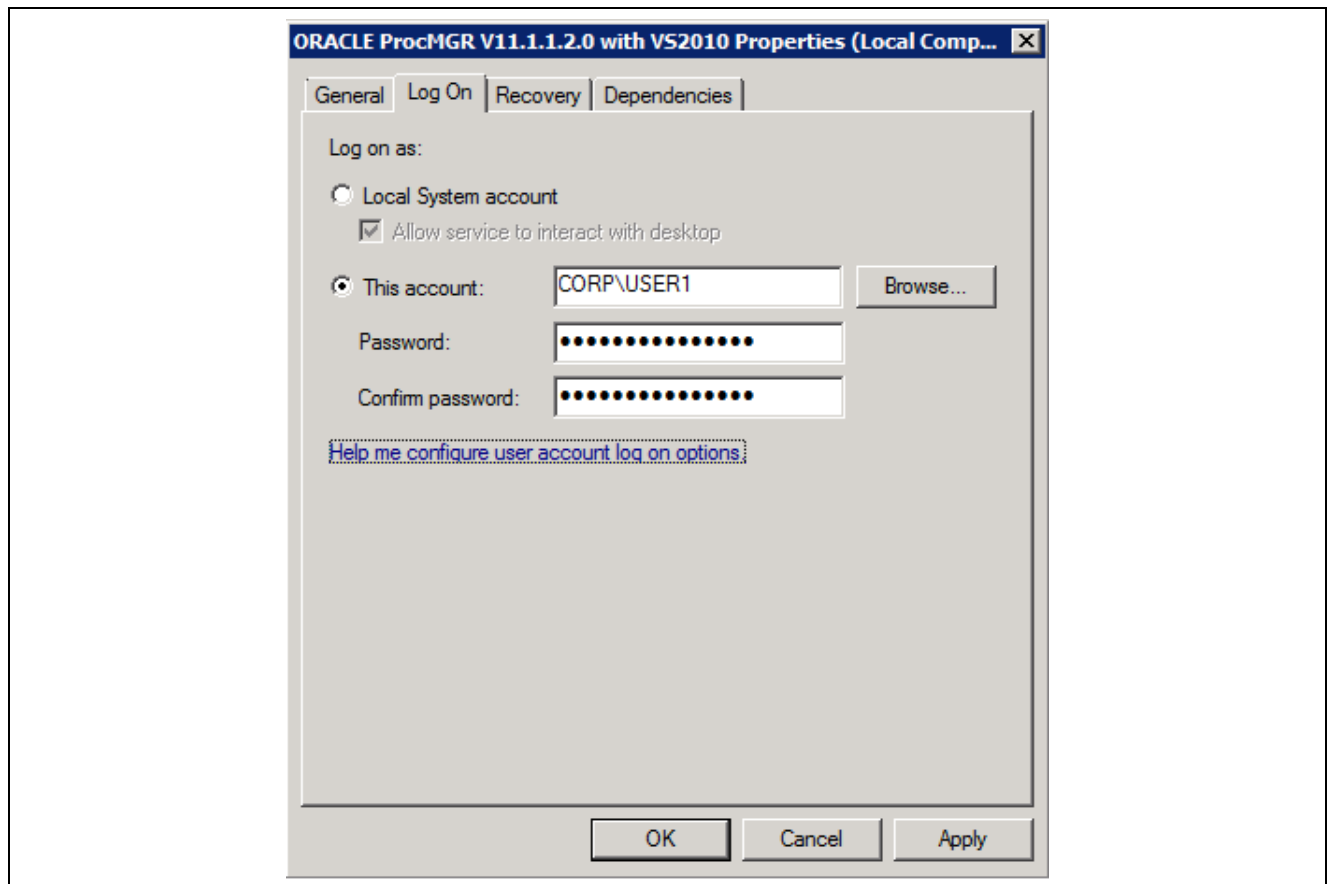 ORACLE ProcMGR V11.1.1.2.0 with VS2010 Properties (Local Comp...
General Log On Recovery Dependencies
Log on as:
Local System account
Allow service to interact with desktop
This account: CORP\USER1 Browse...
Password: •••••••••••••••
Confirm password: •••••••••••••••
Help me configure user account log on options.
OK Cancel Apply